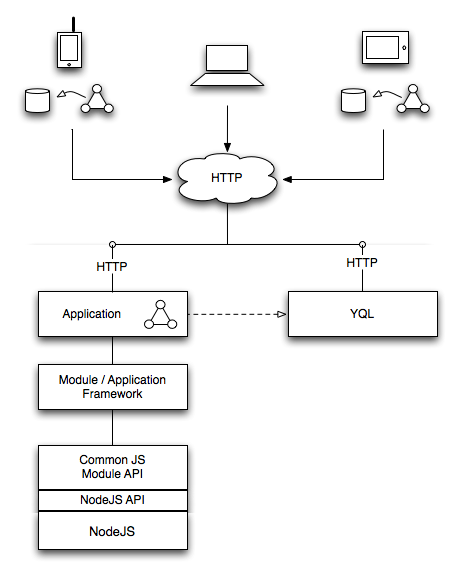 HTTP
HTTP
HTTP
Application
YQL
Module / Application
Framework
Common JS
Module API
NodeJS API
NodeJS